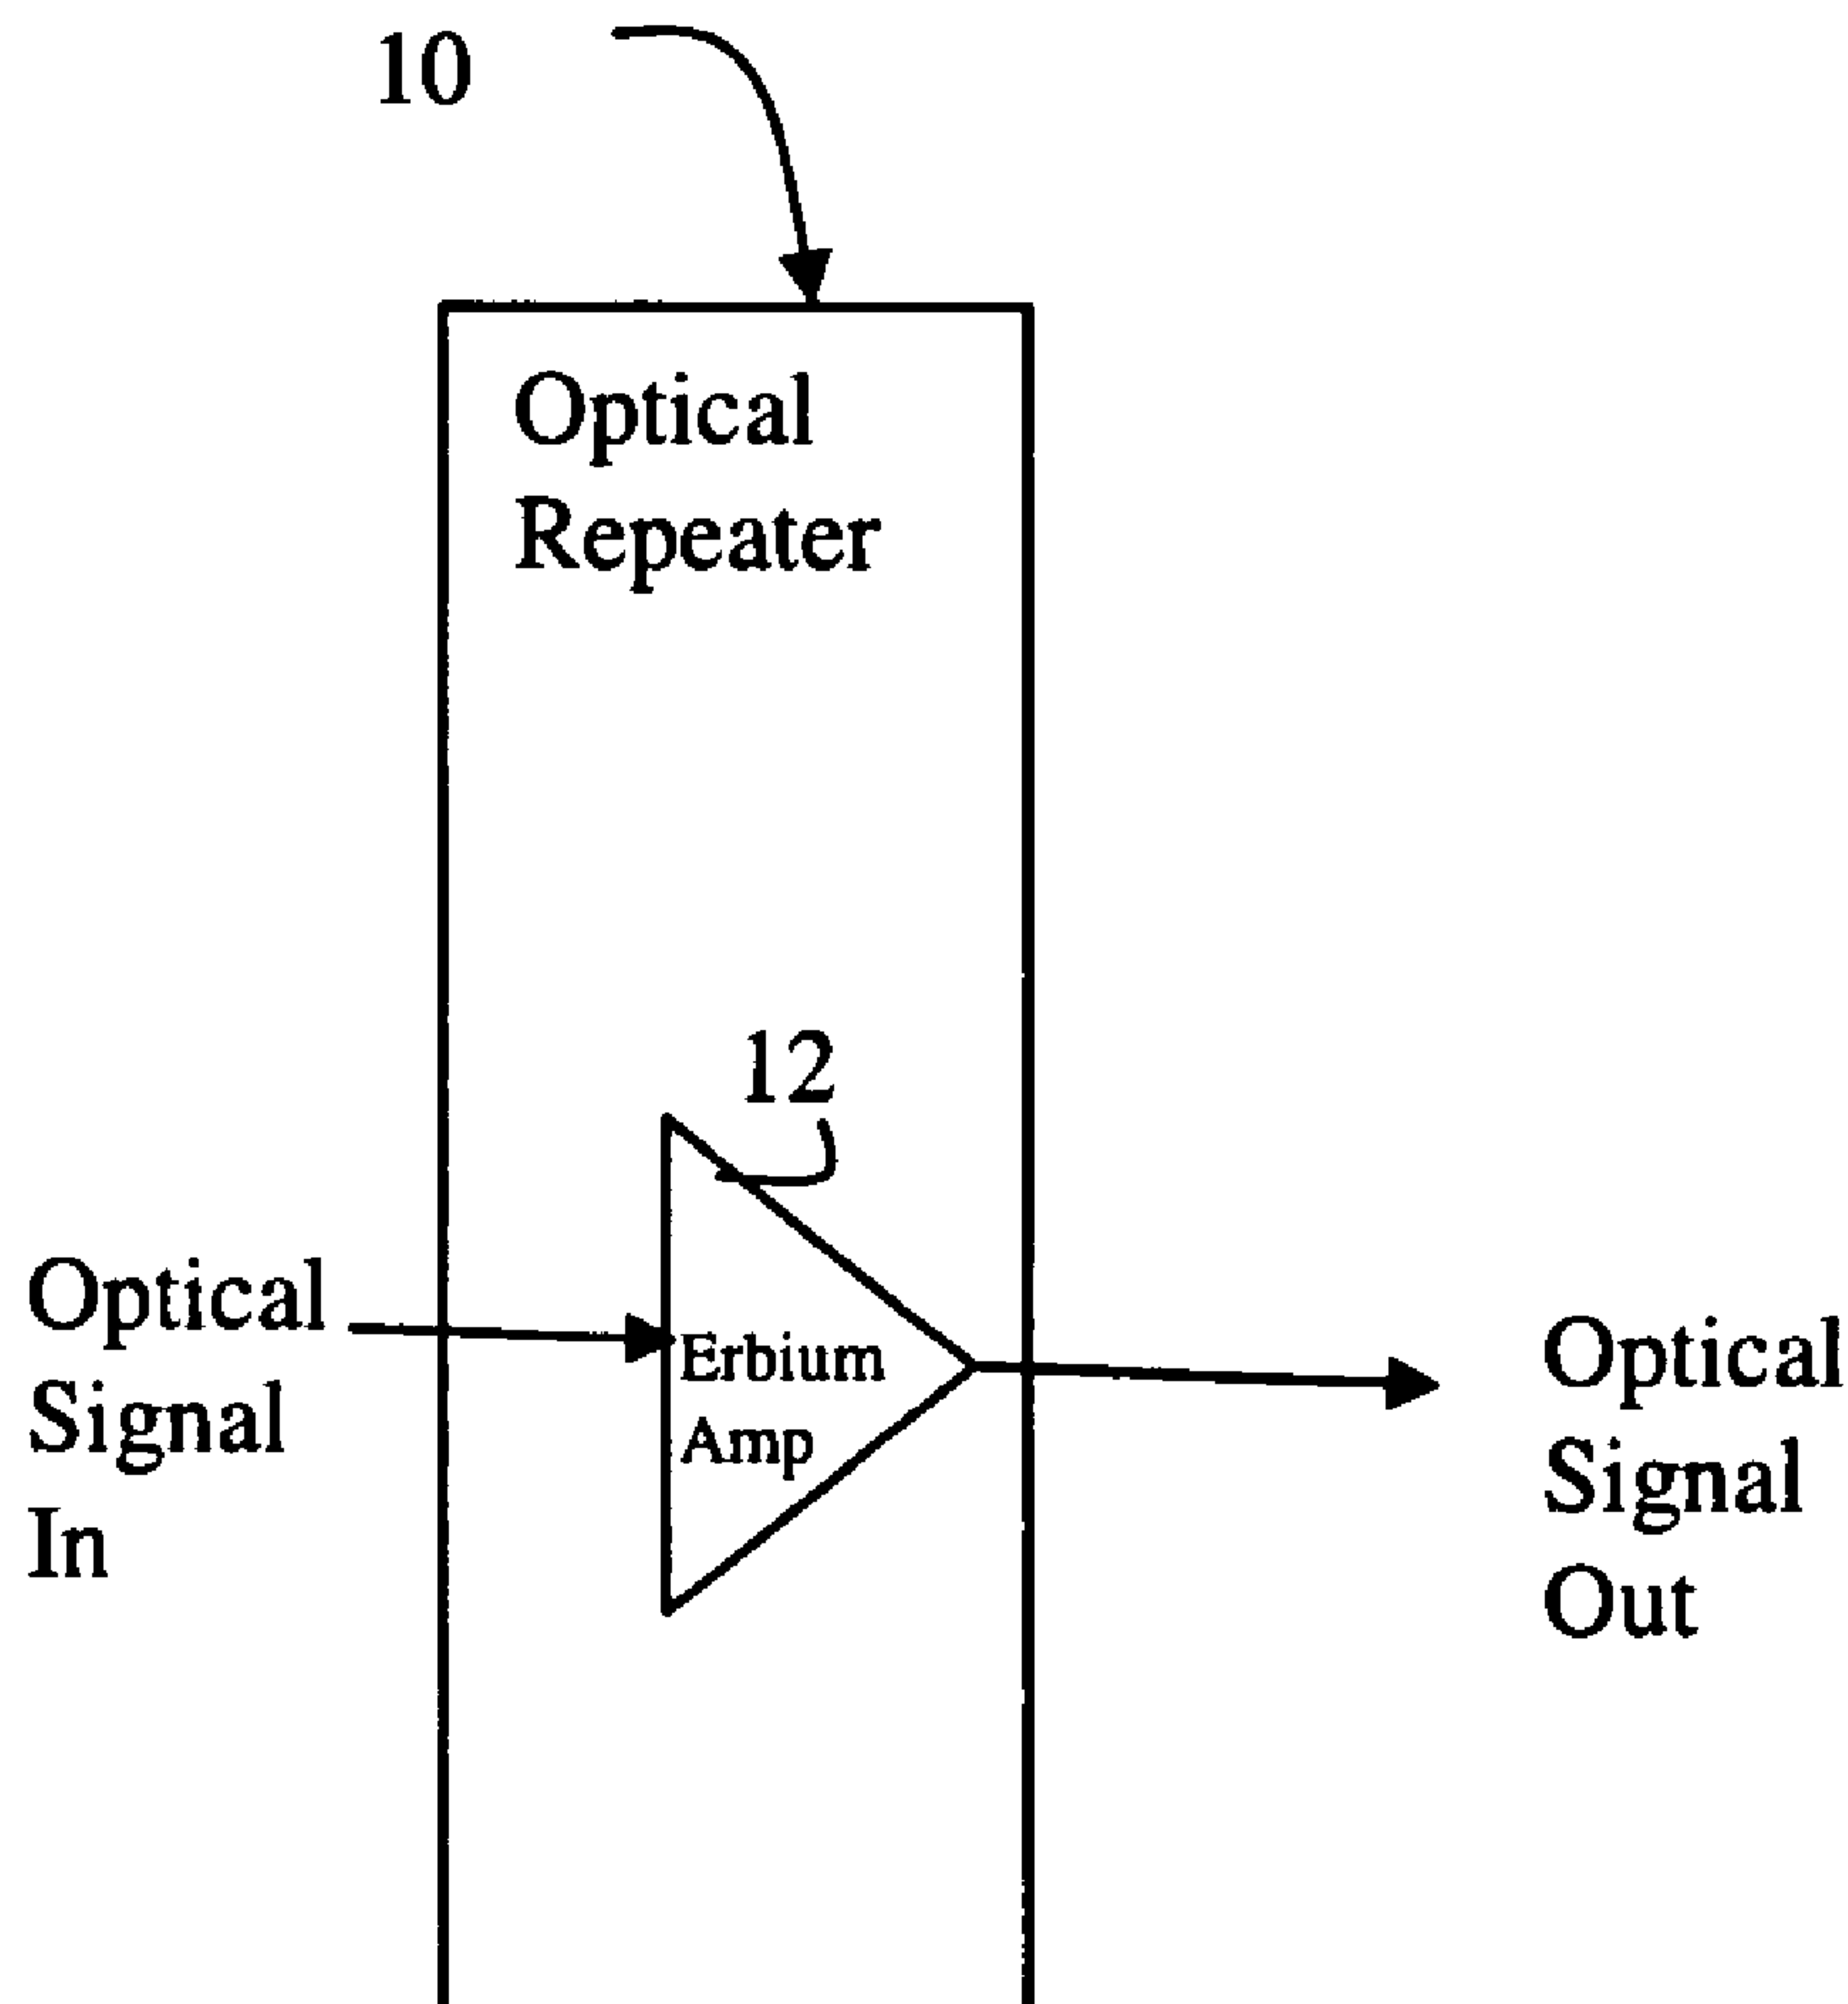 10
Optical
Repeater
12
Optical
Signal
In
Erbium
Amp
Optical
Signal
Out